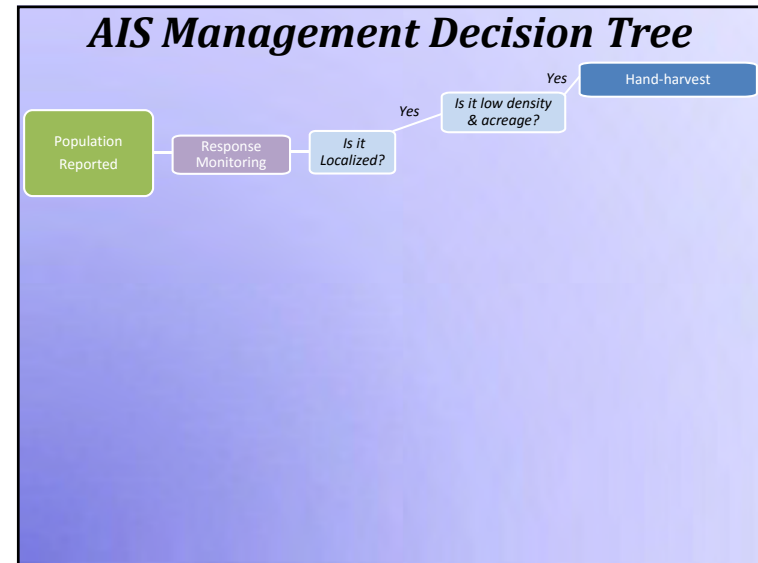 AIS Management Decision Tree
Population
Reported
Response
Monitoring
Is it
Localized?
Yes
Is it low density
& acreage?
Yes
Hand-harvest